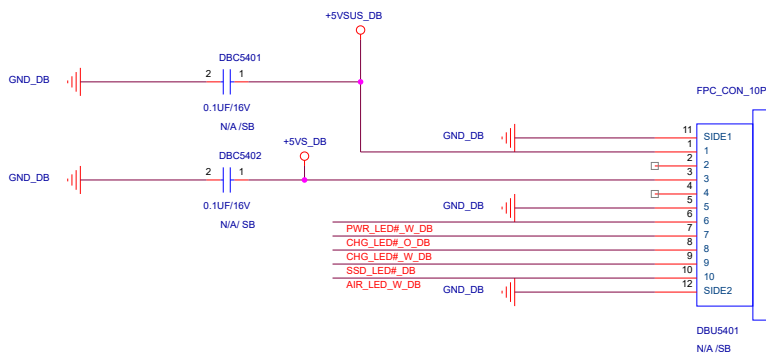 +5VSUS_DB
DBC5401
GND_DB
2
1
0.1UF/16V
N/A /SB
FPC_CON_10P
+5VS_DB
DBC5402
GND_DB
2
1
0.1UF/16V
N/A/ SB
GND_DB
11 SIDE1
1 1
2 2
3 3
4 4
GND_DB
5 5
6 6
PWR_LED#_W_DB
7 7
CHG_LED#_O_DB
8 8
CHG_LED#_W_DB
9 9
SSD_LED#_DB
10 10
AIR_LED_W_DB
GND_DB
12 SIDE2
DBU5401
N/A /SB